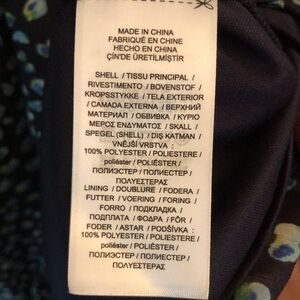 MADE IN CHINA
FABRIQUÉ EN CHINE
HECHO EN CHINA
ÇİN'DE ÜRETİLMİŞTİR
SHELL / TISSU PRINCIPAL /
RIVESTIMENTO / BOVENSTOF /
KROPSSTYKKE / TELA EXTERIOR
/ CAMADA EXTERNA / ВЕРХНИЙ
МАТЕРИАЛ / ОБВИВКА / ΚΥΡΙΟ
ΜΕΡΟΣ ΕΝΔΥΜΑΤΟΣ / SKALL /
SPEGEL (SHELL) / DIŞ KATMAN /
VNĚJŠÍ VRSTVA :
100% POLYESTER / POLIESTERE /
poliéster / POLIÉSTER /
ПОЛИЭСТЕР / ПОЛИЕСТЕР /
ΠΟΛΥΕΣΤΕΡΑΣ
LINING / DOUBLURE / FODERA /
FUTTER / VOERING / FORING /
FORRO / ПОДКЛАДКА /
ПОДПЛАТА / ΦΟΔΡΑ / FÔR /
FODER / ASTAR / PODŠÍVKA :
100% POLYESTER / POLIESTERE /
poliéster / POLIÉSTER /
ПОЛИЭСТЕР / ПОЛИЕСТЕР /
ΠΟΛΥΕΣΤΕΡΑΣ